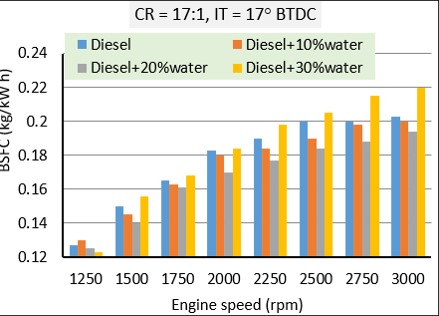 CR = 17:1, IT = 17° BTDC
0.24
Diesel
Diesel+10%water
Diesel+20%water
Diesel+30%water
0.22
0.2
0.18
0.16
0.14
0.12
BSFC (kg/kW h)
1250 1500 1750 2000 2250 2500 2750 3000
Engine speed (rpm)